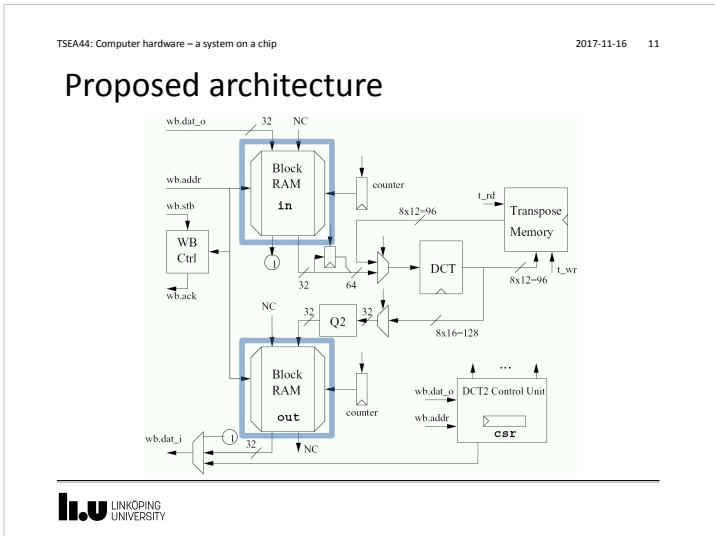 TSEA44: Computer hardware – a system on a chip
2017-11-16 11
Proposed architecture
wb.dat_o
32
NC
wb.addr
Block
RAM
in
counter
wb.stb
WB
Ctrl
wb.ack
1
32
64
8x12=96
t_rd
Transpose
Memory
DCT
8x12=96
t_wr
NC
32
Q2
32
8x16=128
Block
RAM
out
counter
...
wb.dat_o
DCT2 Control Unit
wb.addr
csr
wb.dat_i
1
32
NC
LINKÖPING
UNIVERSITY